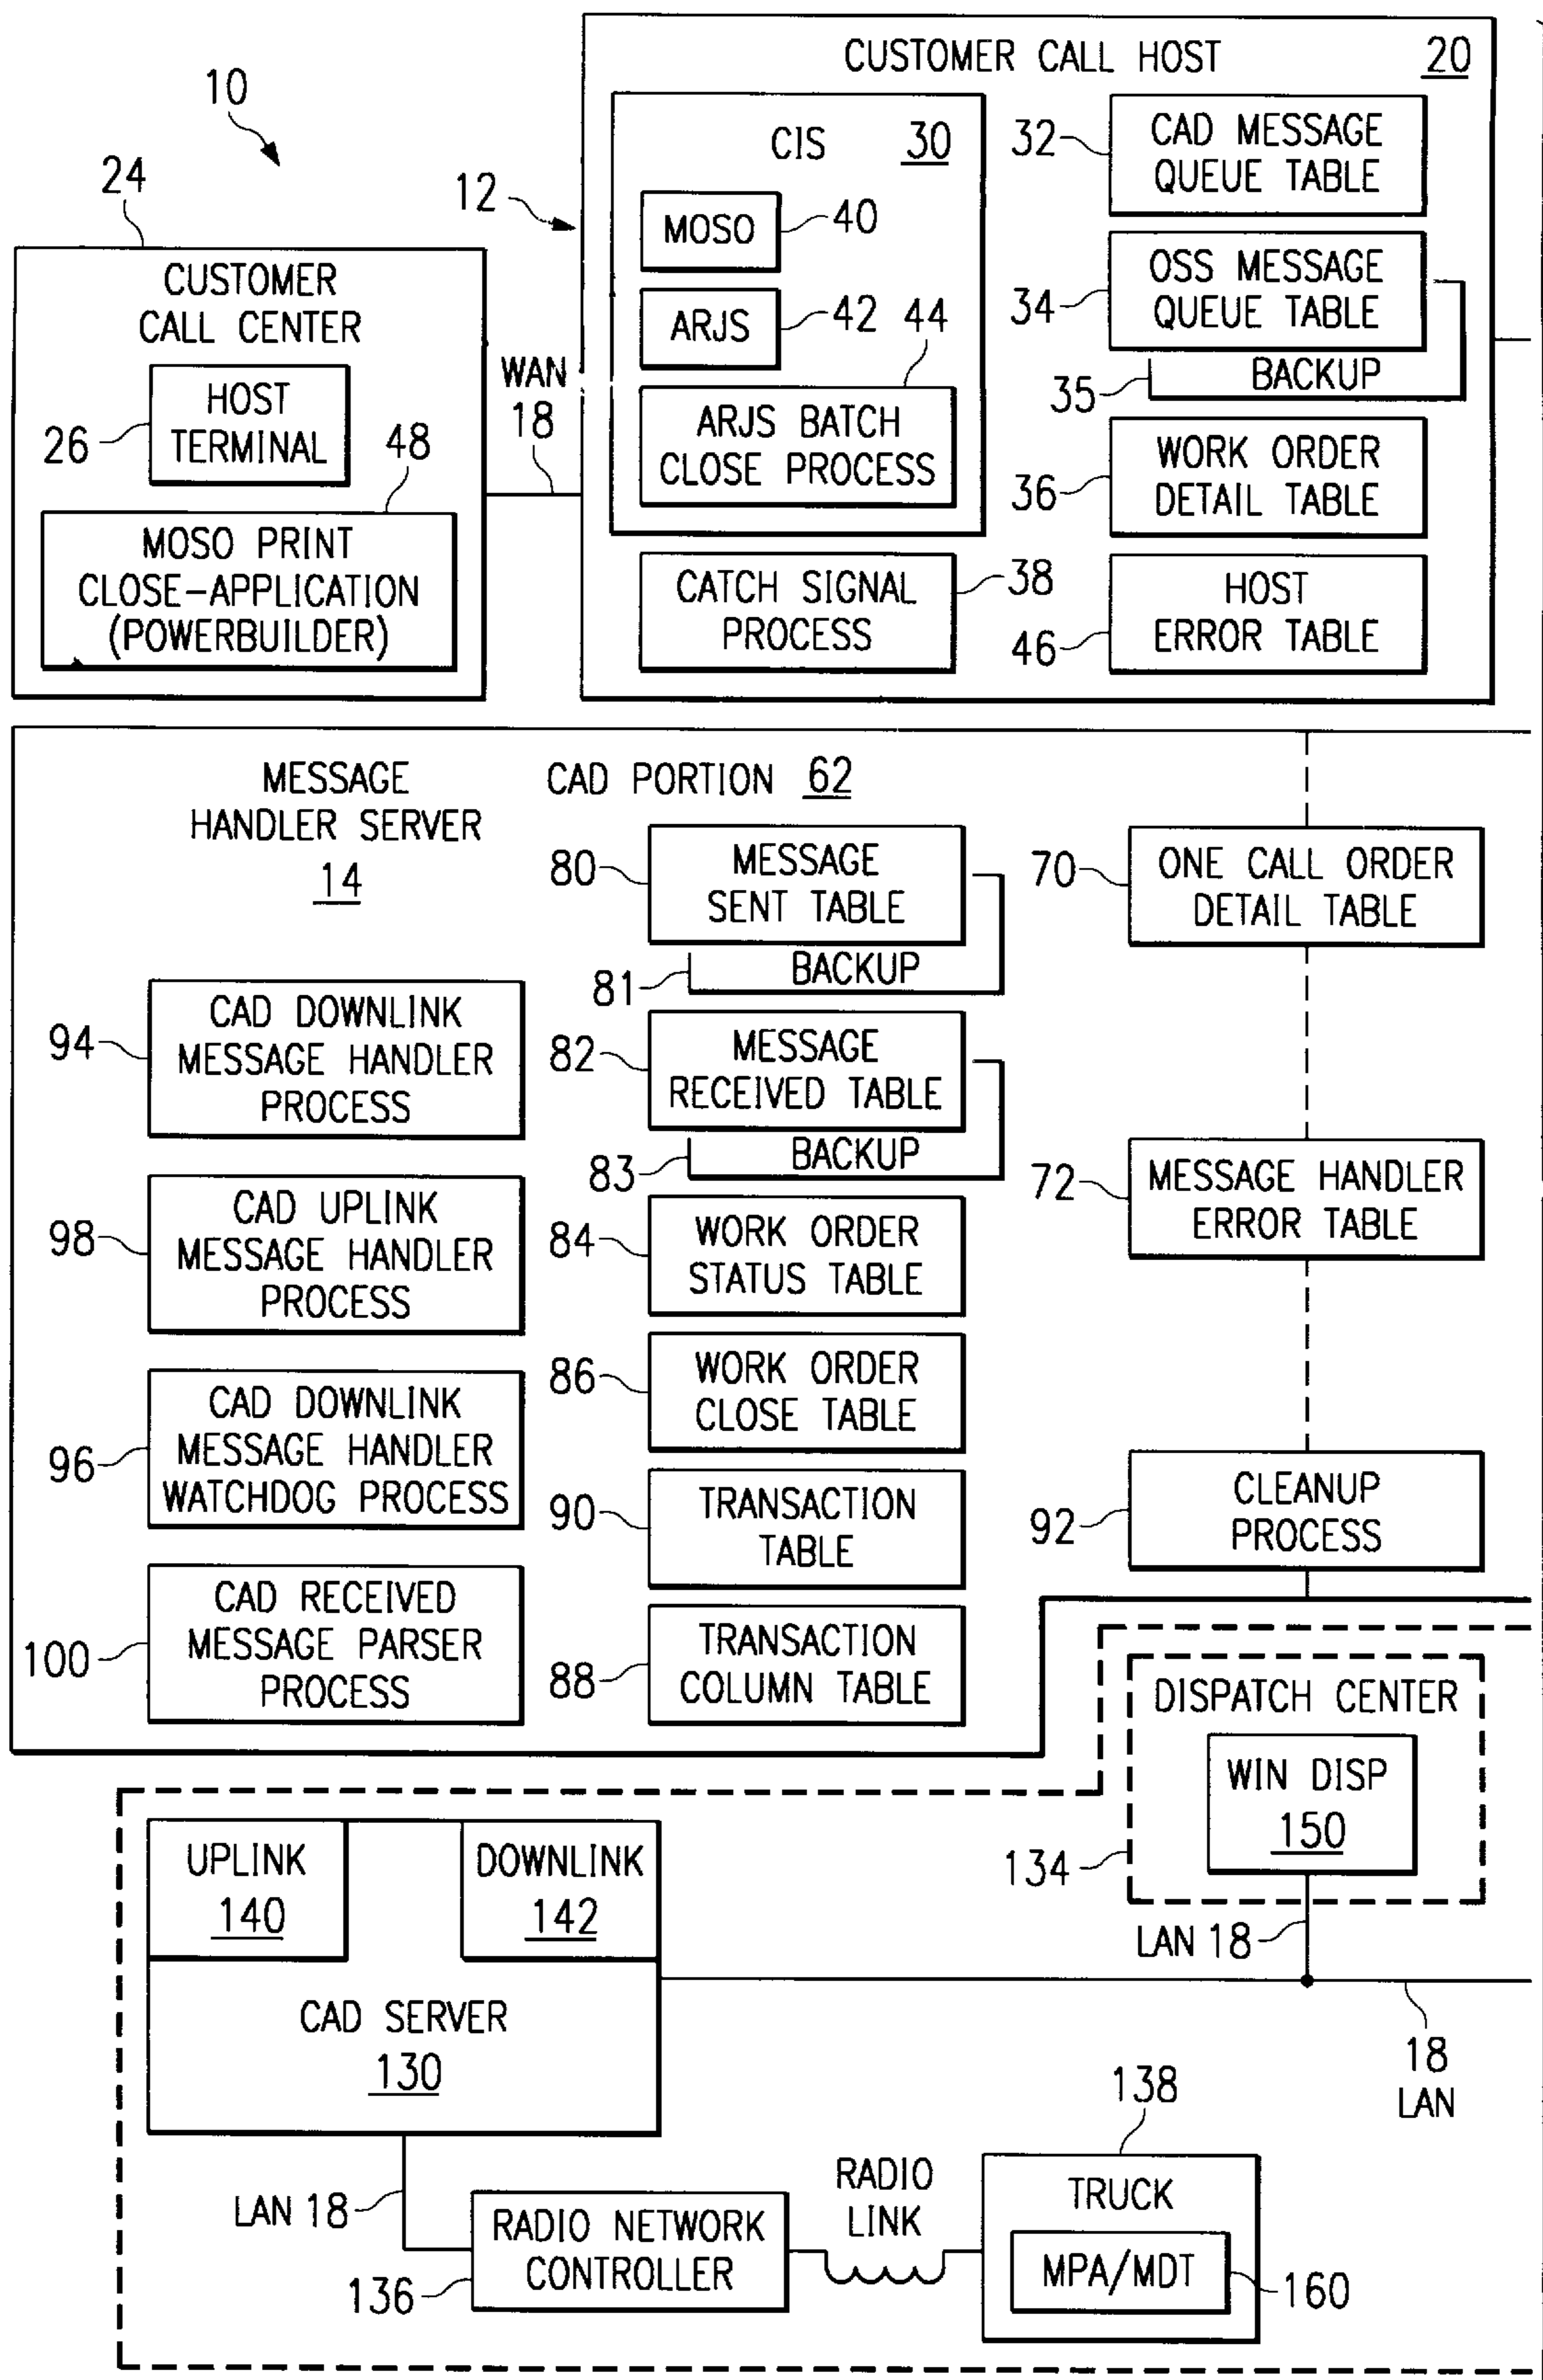 10
CUSTOMER CALL HOST 20
24
CUSTOMER
CALL CENTER
HOST
TERMINAL
26
48
MOSO PRINT
CLOSE-APPLICATION
(POWERBUILDER)
WAN
18
12
CIS 30
MOSO 40
ARJS 42
44
ARJS BATCH
CLOSE PROCESS
CATCH SIGNAL
PROCESS
38
32
CAD MESSAGE
QUEUE TABLE
34
OSS MESSAGE
QUEUE TABLE
35 BACKUP
36
WORK ORDER
DETAIL TABLE
46
HOST
ERROR TABLE
MESSAGE
HANDLER SERVER
14
CAD PORTION 62
94
CAD DOWNLINK
MESSAGE HANDLER
PROCESS
98
CAD UPLINK
MESSAGE HANDLER
PROCESS
96
CAD DOWNLINK
MESSAGE HANDLER
WATCHDOG PROCESS
100
CAD RECEIVED
MESSAGE PARSER
PROCESS
80
MESSAGE
SENT TABLE
81 BACKUP
82
MESSAGE
RECEIVED TABLE
83 BACKUP
84
WORK ORDER
STATUS TABLE
86
WORK ORDER
CLOSE TABLE
90
TRANSACTION
TABLE
88
TRANSACTION
COLUMN TABLE
70
ONE CALL ORDER
DETAIL TABLE
72
MESSAGE HANDLER
ERROR TABLE
92
CLEANUP
PROCESS
DISPATCH CENTER
WIN DISP
150
134
LAN 18
18
LAN
UPLINK
140
DOWNLINK
142
CAD SERVER
130
LAN 18
RADIO NETWORK
CONTROLLER
136
RADIO
LINK
138
TRUCK
MPA/MDT
160